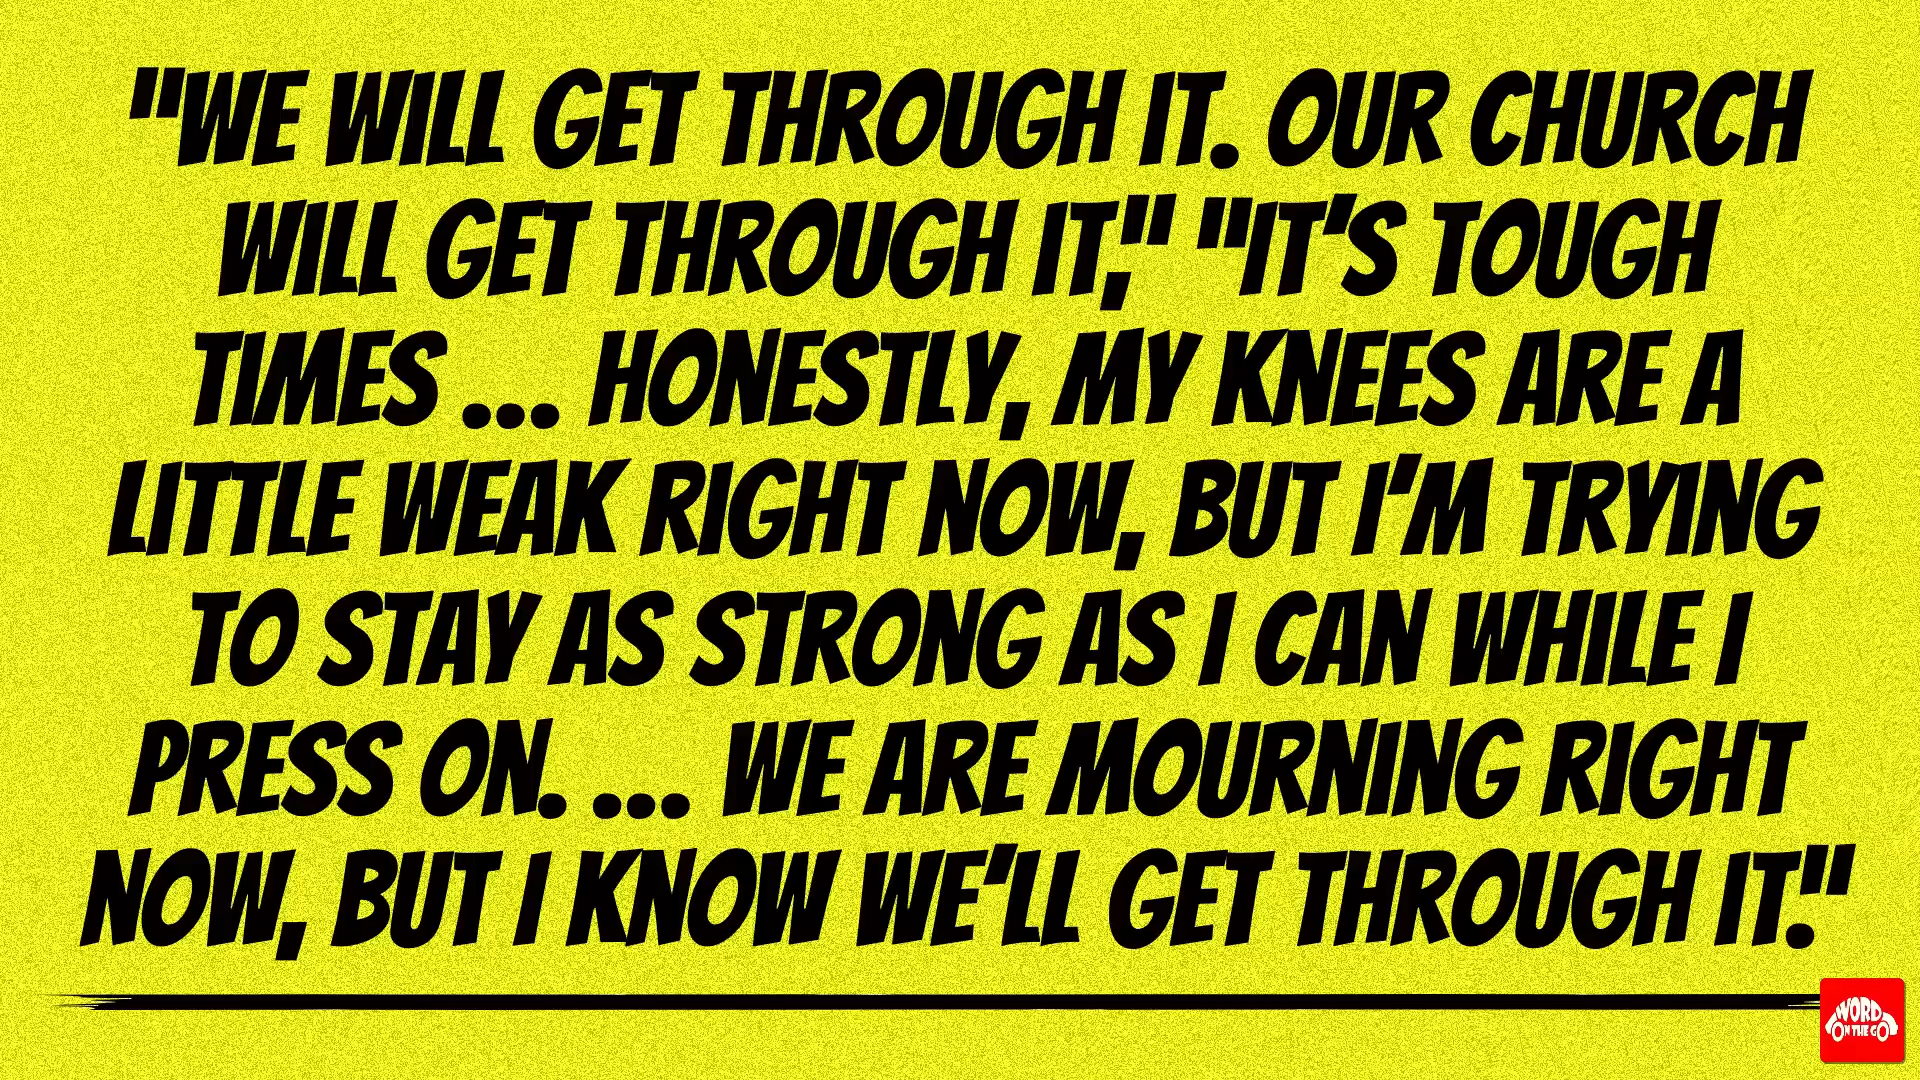 "WE WILL GET THROUGH IT. OUR CHURCH
WILL GET THROUGH IT," "IT'S TOUGH
TIMES ... HONESTLY, MY KNEES ARE A
LITTLE WEAK RIGHT NOW, BUT I'M TRYING
TO STAY AS STRONG AS I CAN WHILE I
PRESS ON. ... WE ARE MOURNING RIGHT
NOW, BUT I KNOW WE'LL GET THROUGH IT."
WORD
ON THE GO